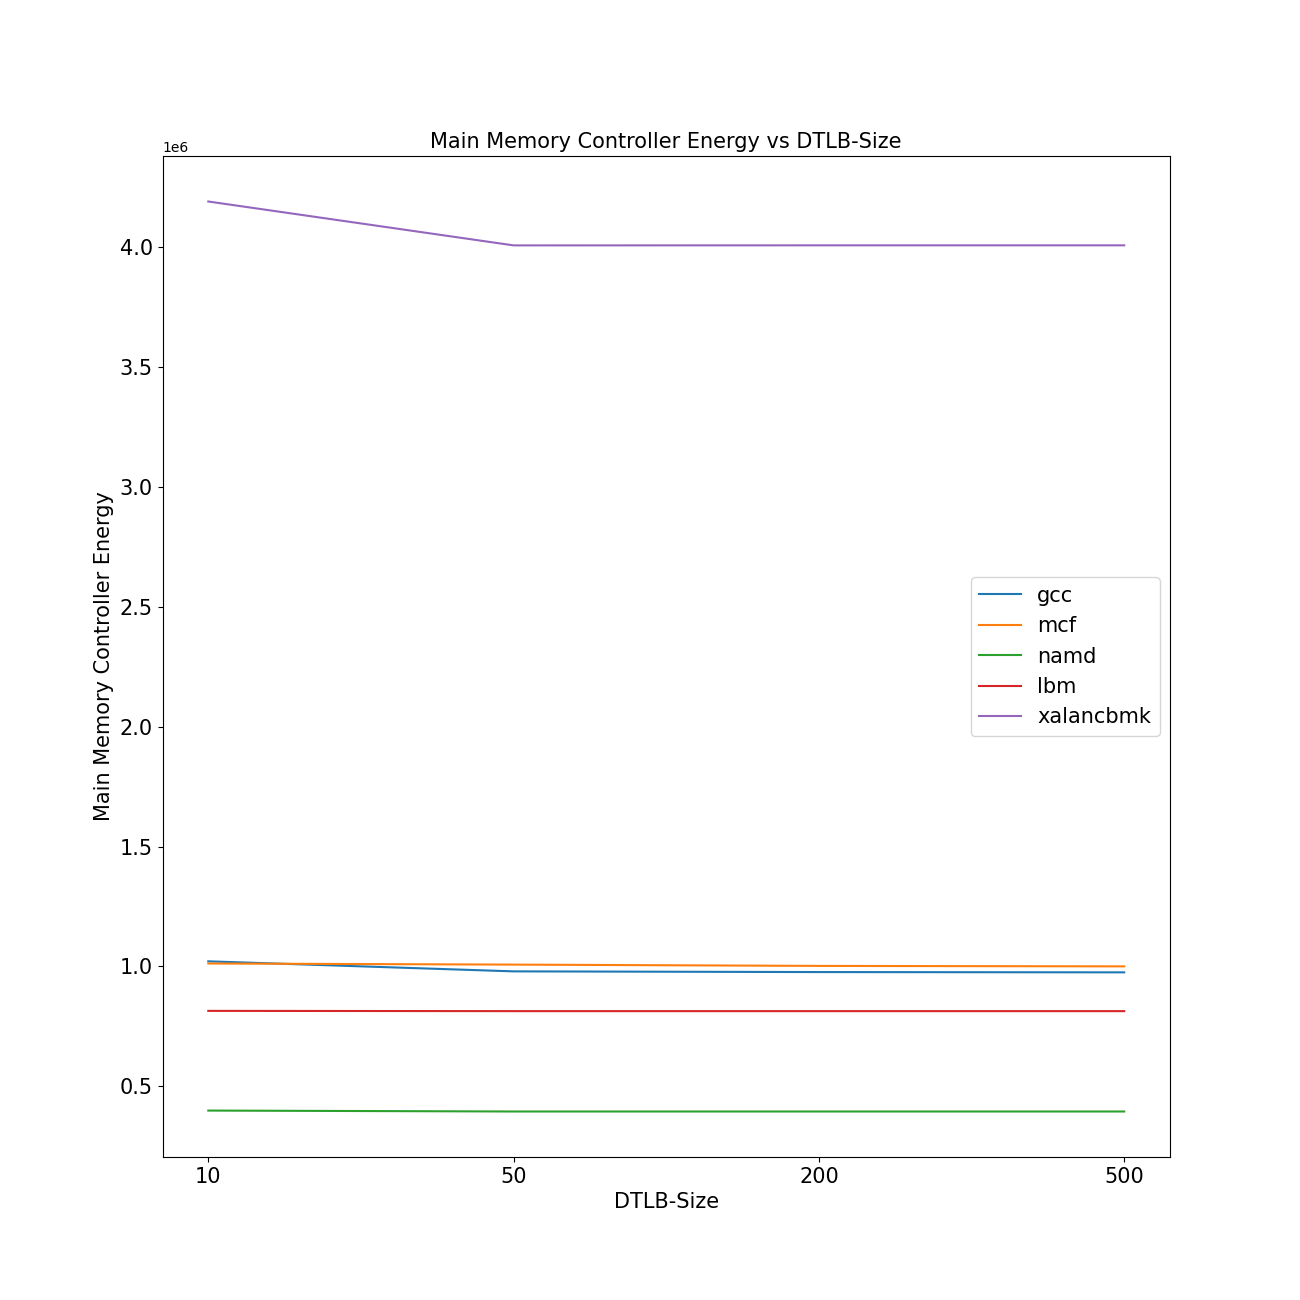 Main Memory Controller Energy vs DTLB-Size
1e6
4.0
3.5
3.0
2.5
2.0
1.5
1.0
0.5
Main Memory Controller Energy
gcc
mcf
namd
lbm
xalancbmk
10 50 200 500
DTLB-Size